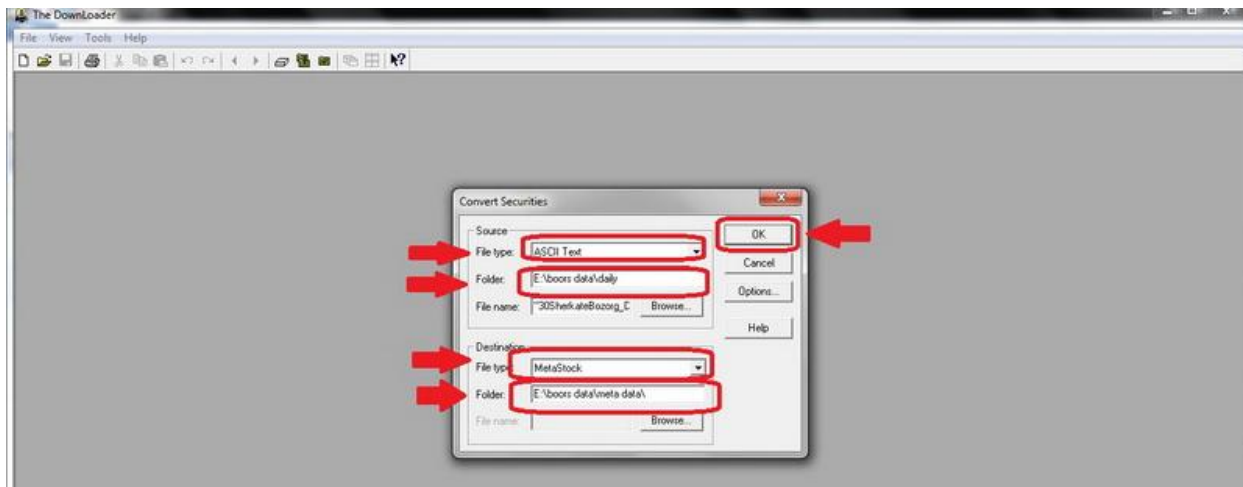 The DownLoader
File View Tools Help
Convert Securities
Source
File type: ASCII Text
Folder: E:\boors data\daily
File name: "30SherkateBozorg_D Browse...
Destination
File type: MetaStock
Folder: E:\boors data\meta data\
File name: Browse...
OK
Cancel
Options...
Help